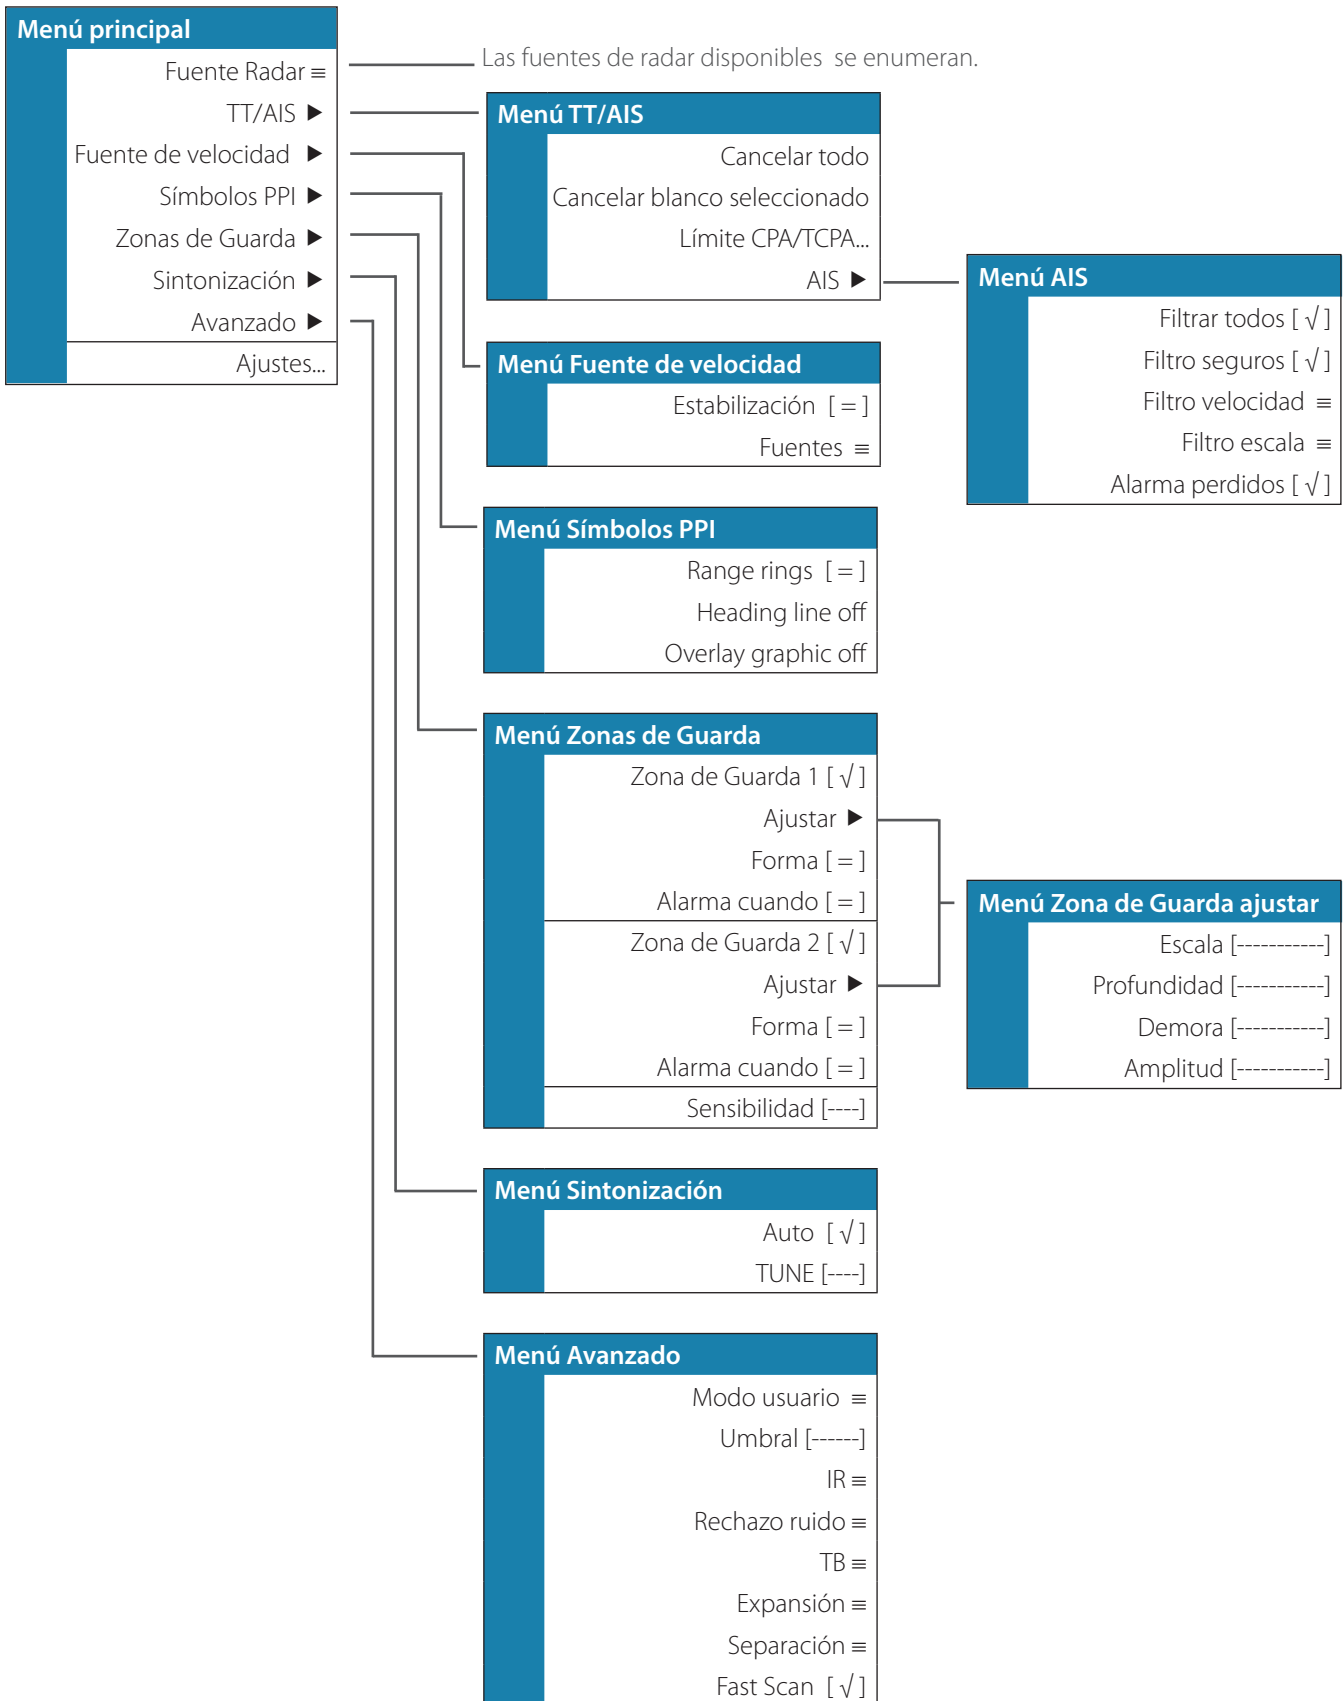 Menú principal
Fuente Radar ≡
TT/AIS ▶
Fuente de velocidad ▶
Símbolos PPI ▶
Zonas de Guarda ▶
Sintonización ▶
Avanzado ▶
Ajustes...
Las fuentes de radar disponibles se enumeran.
Menú TT/AIS
Cancelar todo
Cancelar blanco seleccionado
Límite CPA/TCPA...
AIS ▶
Menú AIS
Filtrar todos [ √ ]
Filtro seguros [ √ ]
Filtro velocidad ≡
Filtro escala ≡
Alarma perdidos [ √ ]
Menú Fuente de velocidad
Estabilización [ = ]
Fuentes ≡
Menú Símbolos PPI
Range rings [ = ]
Heading line off
Overlay graphic off
Menú Zonas de Guarda
Zona de Guarda 1 [ √ ]
Ajustar ▶
Forma [ = ]
Alarma cuando [ = ]
Zona de Guarda 2 [ √ ]
Ajustar ▶
Forma [ = ]
Alarma cuando [ = ]
Sensibilidad [----]
Menú Zona de Guarda ajustar
Escala [-----------]
Profundidad [-----------]
Demora [-----------]
Amplitud [-----------]
Menú Sintonización
Auto [ √ ]
TUNE [----]
Menú Avanzado
Modo usuario ≡
Umbral [------]
IR ≡
Rechazo ruido ≡
TB ≡
Expansión ≡
Separación ≡
Fast Scan [ √ ]